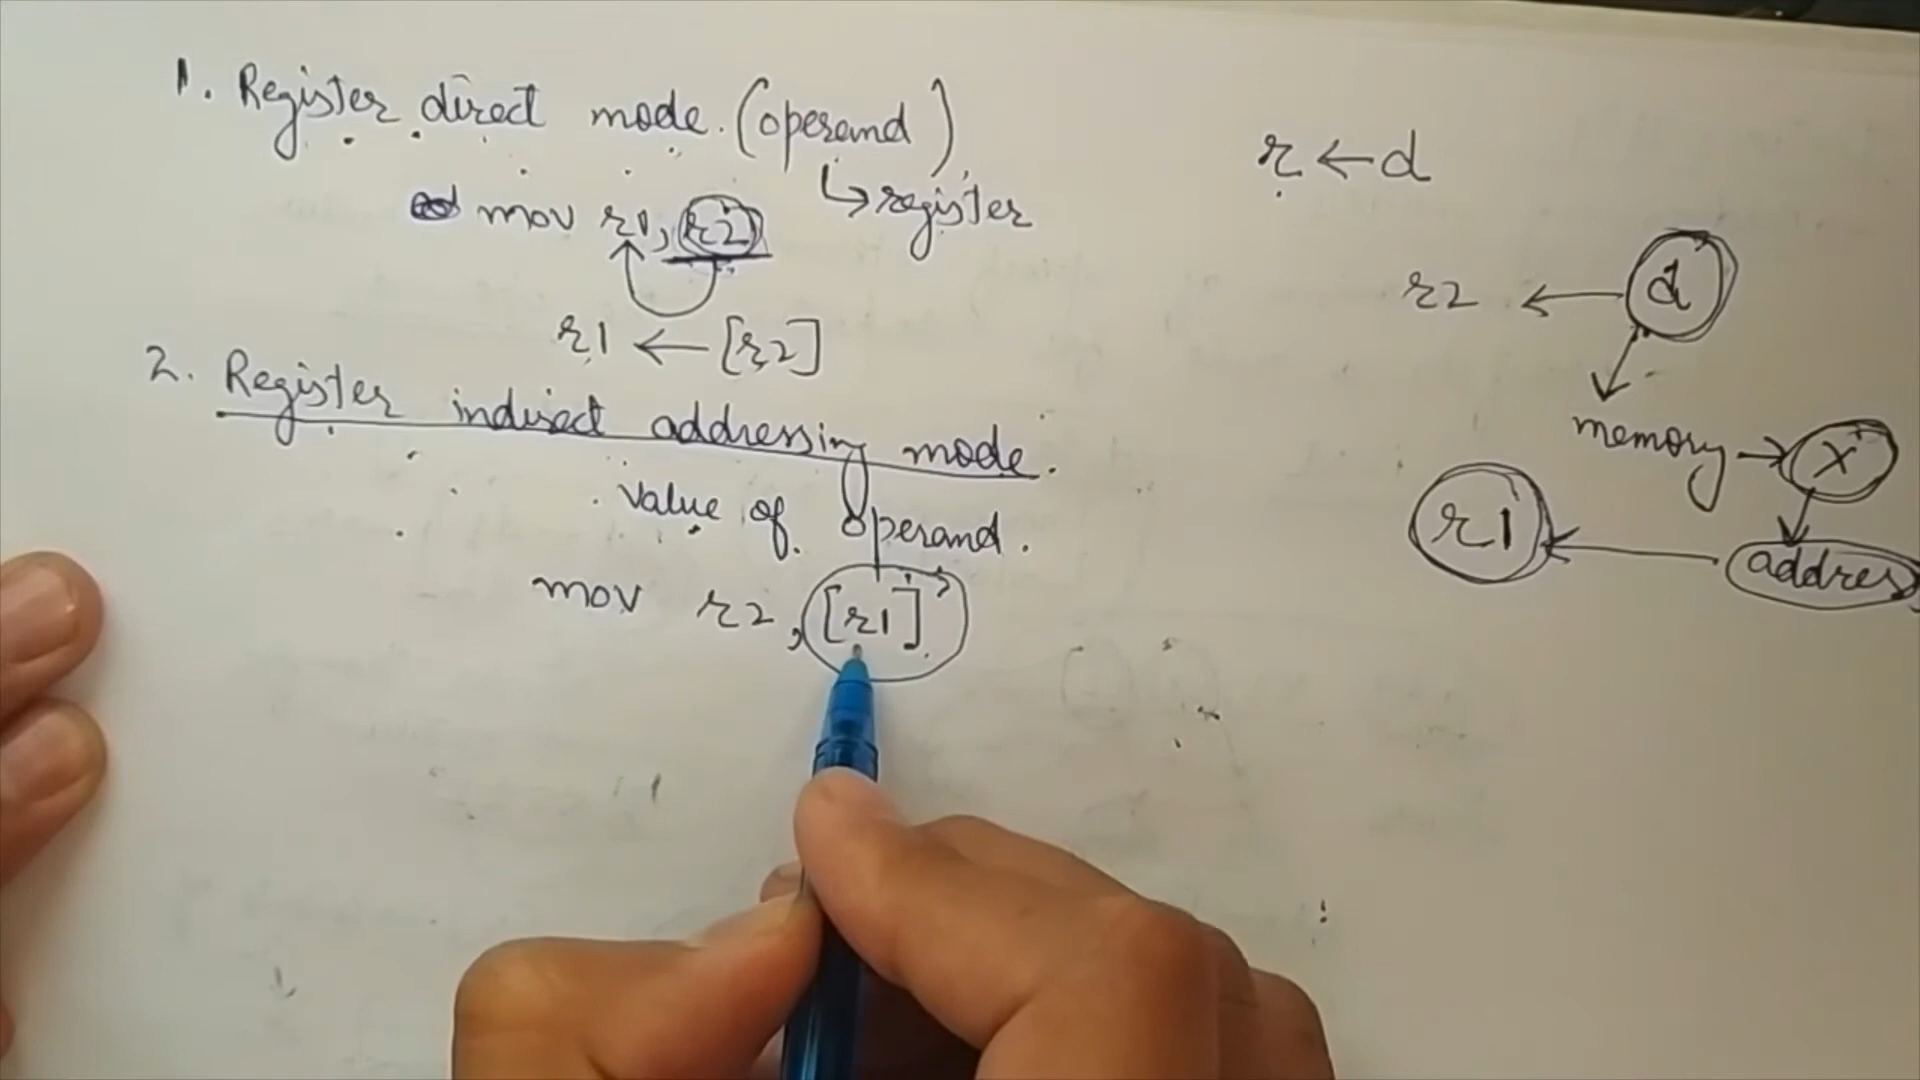 1. Register direct mode. (operand)
↳ register
mov r1, r2
r1 ← [r2]
2. Register indirect addressing mode.
value of operand.
mov r2, [r1]
r ← d
r2 ← d
memory → x
r1 ← address